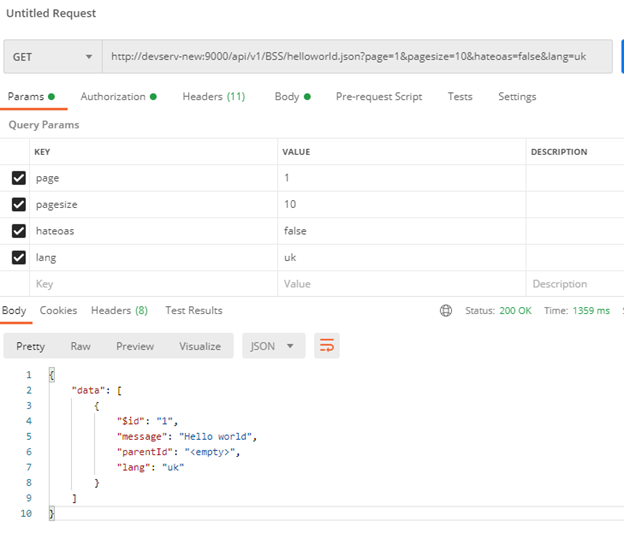 Untitled Request
GET http://devserv-new:9000/api/v1/BSS/helloworld.json?page=1&pagesize=10&hateoas=false&lang=uk
Params Authorization Headers (11) Body Pre-request Script Tests Settings
Query Params
KEY VALUE DESCRIPTION
page 1
pagesize 10
hateoas false
lang uk
Key Value Description
Body Cookies Headers (8) Test Results Status: 200 OK Time: 1359 ms
Pretty Raw Preview Visualize JSON
1 {
2 "data": [
3 {
4 "$id": "1",
5 "message": "Hello world",
6 "parentId": "<empty>",
7 "lang": "uk"
8 }
9 ]
10 }